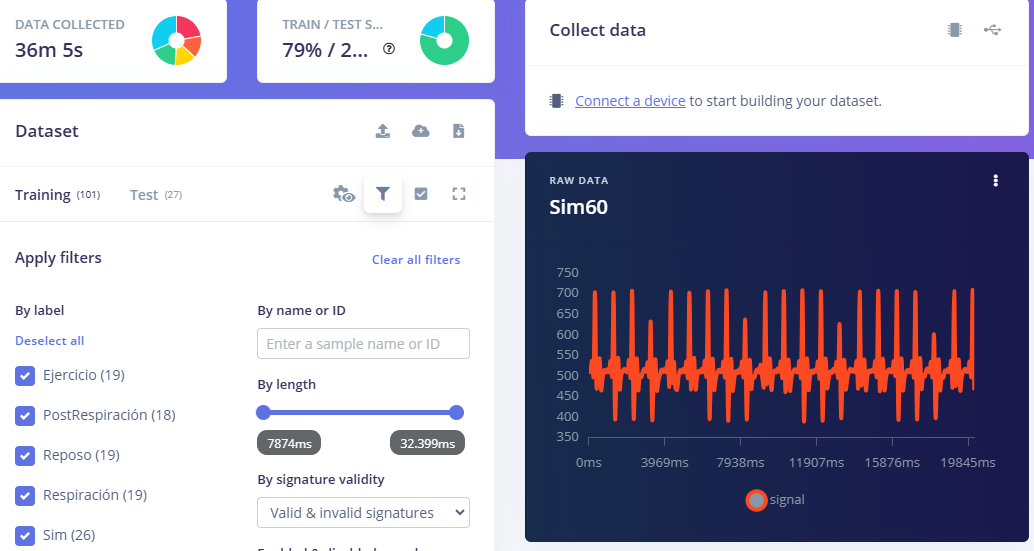 DATA COLLECTED
36m 5s
TRAIN / TEST S...
79% / 2...
Dataset
Training (101)
Test (27)
Apply filters
Clear all filters
By label
Deselect all
Ejercicio (19)
PostRespiración (18)
Reposo (19)
Respiración (19)
Sim (26)
By name or ID
Enter a sample name or ID
By length
7874ms
32.399ms
By signature validity
Valid & invalid signatures
Collect data
Connect a device to start building your dataset.
RAW DATA
Sim60
750
700
650
600
550
500
450
400
350
0ms
3969ms
7938ms
11907ms
15876ms
19845ms
signal